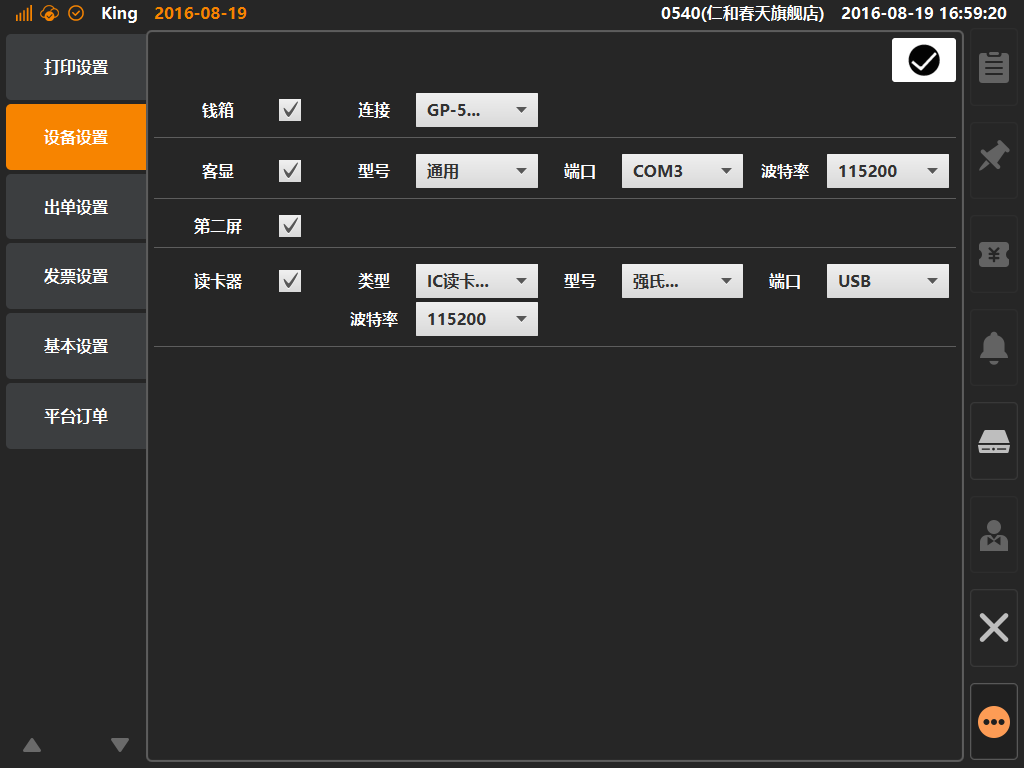 King 2016-08-19 0540(仁和春天旗舰店) 2016-08-19 16:59:20
打印设置
设备设置
出单设置
发票设置
基本设置
平台订单
钱箱 连接 GP-5...
客显 型号 通用 端口 COM3 波特率 115200
第二屏
读卡器 类型 IC读卡... 型号 强氏... 端口 USB
波特率 115200